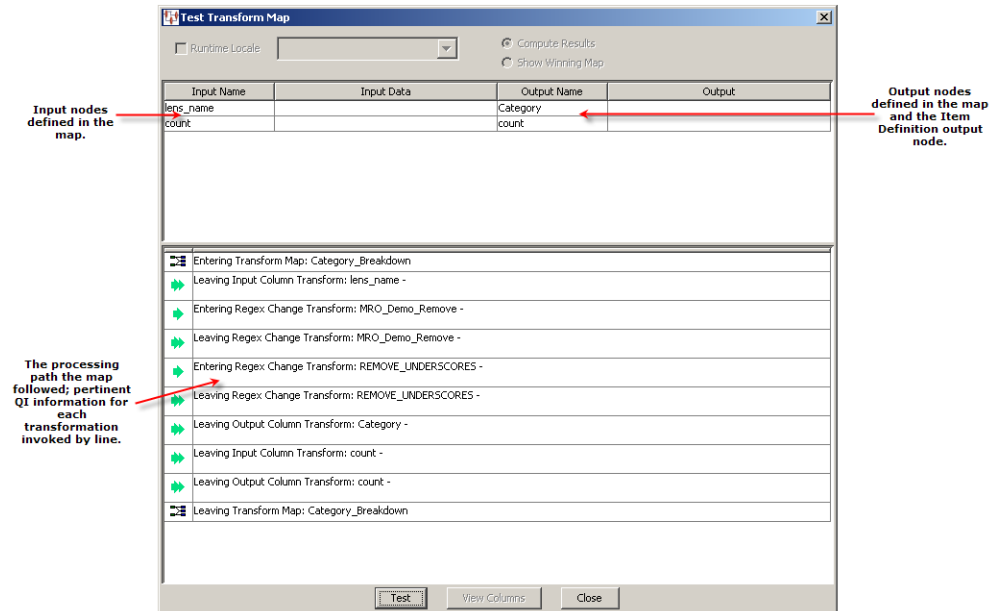 Test Transform Map
Runtime Locale
Compute Results
Show Winning Map
Input Name Input Data Output Name Output
lens_name Category
count count
Input nodes
defined in the
map.
Output nodes
defined in the map
and the Item
Definition output
node.
Entering Transform Map: Category_Breakdown
Leaving Input Column Transform: lens_name -
Entering Regex Change Transform: MRO_Demo_Remove -
Leaving Regex Change Transform: MRO_Demo_Remove -
Entering Regex Change Transform: REMOVE_UNDERSCORES -
Leaving Regex Change Transform: REMOVE_UNDERSCORES -
Leaving Output Column Transform: Category -
Leaving Input Column Transform: count -
Leaving Output Column Transform: count -
Leaving Transform Map: Category_Breakdown
The processing
path the map
followed; pertinent
QI information for
each
transformation
invoked by line.
Test View Columns Close